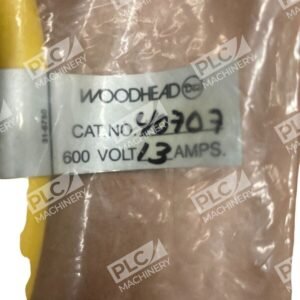 WOODHEAD
CAT.NO. 40707
600 VOLT 13 AMPS.
PLC
MACHINERY